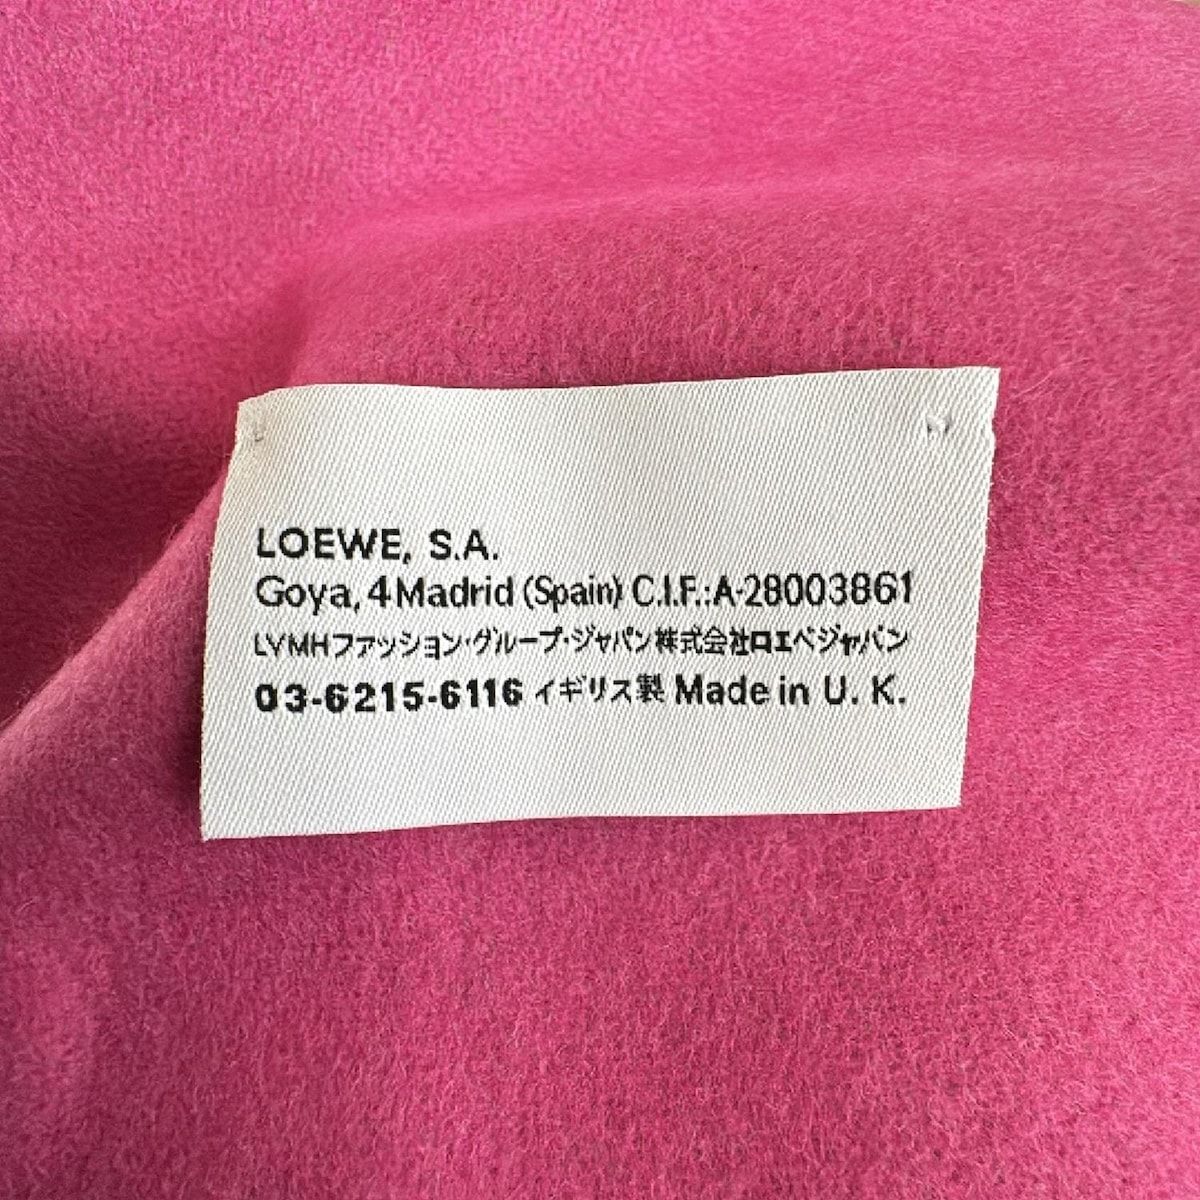 LOEWE, S.A.
Goya, 4 Madrid (Spain) C.I.F.:A-28003861
LVMHファッション・グループ・ジャパン株式会社ロエベジャパン
03-6215-6116 イギリス製 Made in U. K.